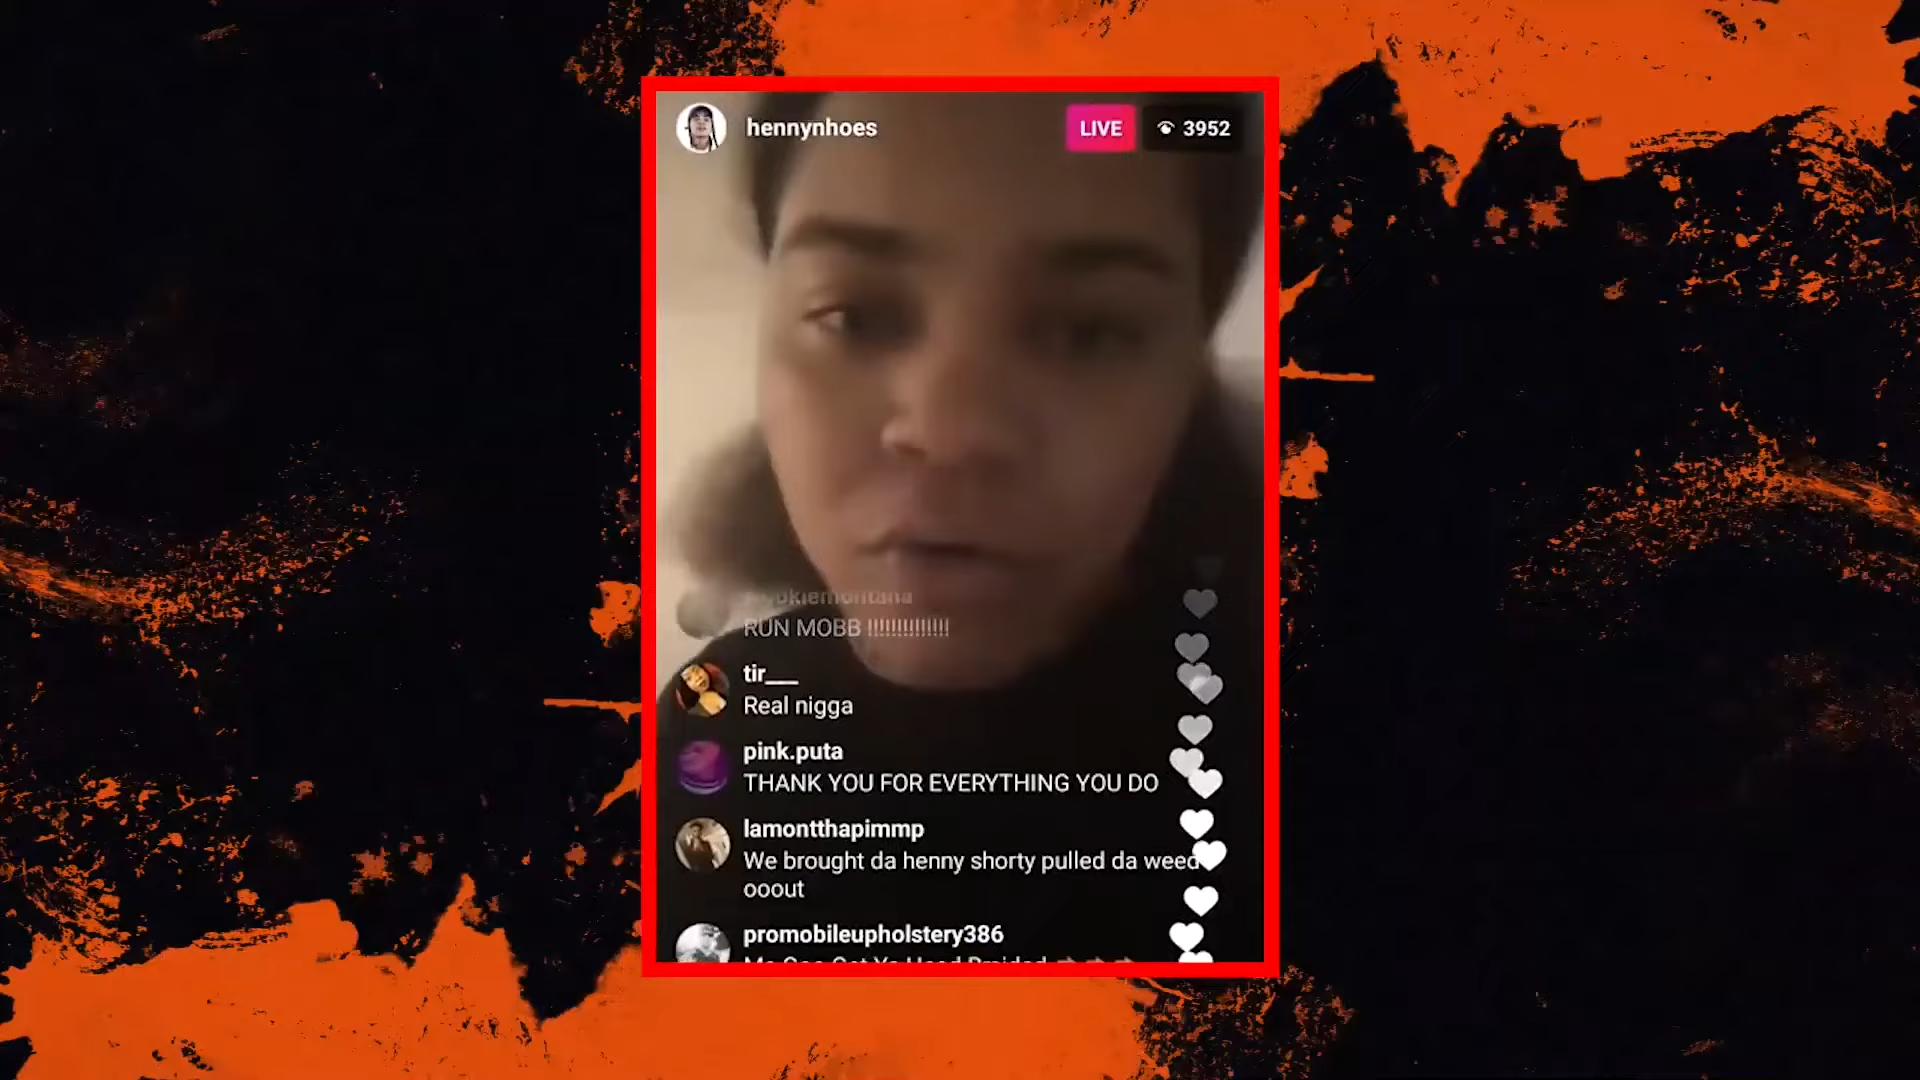 hennynhoes
LIVE
3952
RUN MOBB !!!!!!!!!!!!!!
tir___
Real nigga
pink.puta
THANK YOU FOR EVERYTHING YOU DO
lamontthapimmp
We brought da henny shorty pulled da weed
ooout
promobileupholstery386